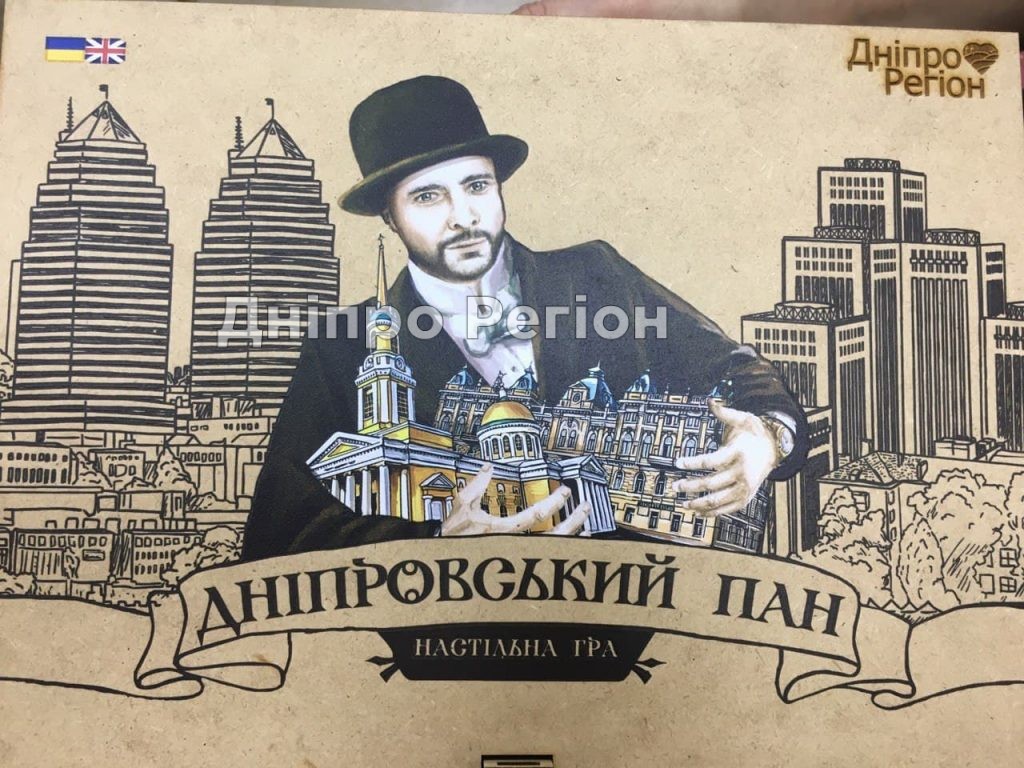 Дніпро
Регіон
Дніпро Регіон
ДНІПРОВСЬКИЙ ПАН
НАСТІЛЬНА ГРА